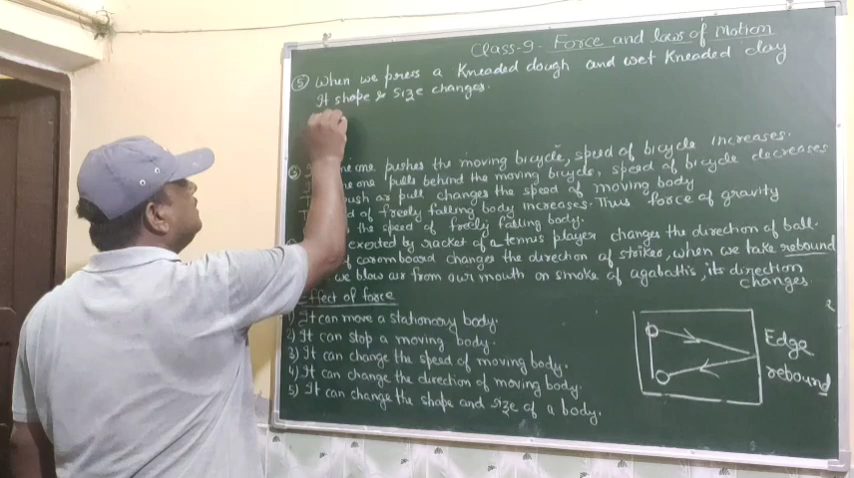 Class-9- Force and laws of Motion
⑤ When we press a kneaded dough and wet kneaded clay
It shape & size changes.
⑥ one pushes the moving bicycle, speed of bicycle increases.
one pulls behind the moving bicycle, speed of bicycle decreases
push or pull changes the speed of moving body
of freely falling body increases. Thus force of gravity
the speed of freely falling body.
exerted by racket of a tennis player changes the direction of ball.
of caromboard changes the direction of strikes, when we take rebound
we blow air from our mouth on smoke of agabattis, its direction
changes
Effect of force
1) It can move a stationary body.
2) It can stop a moving body.
3) It can change the speed of moving body.
4) It can change the direction of moving body.
5) It can change the shape and size of a body.
Edge
rebound